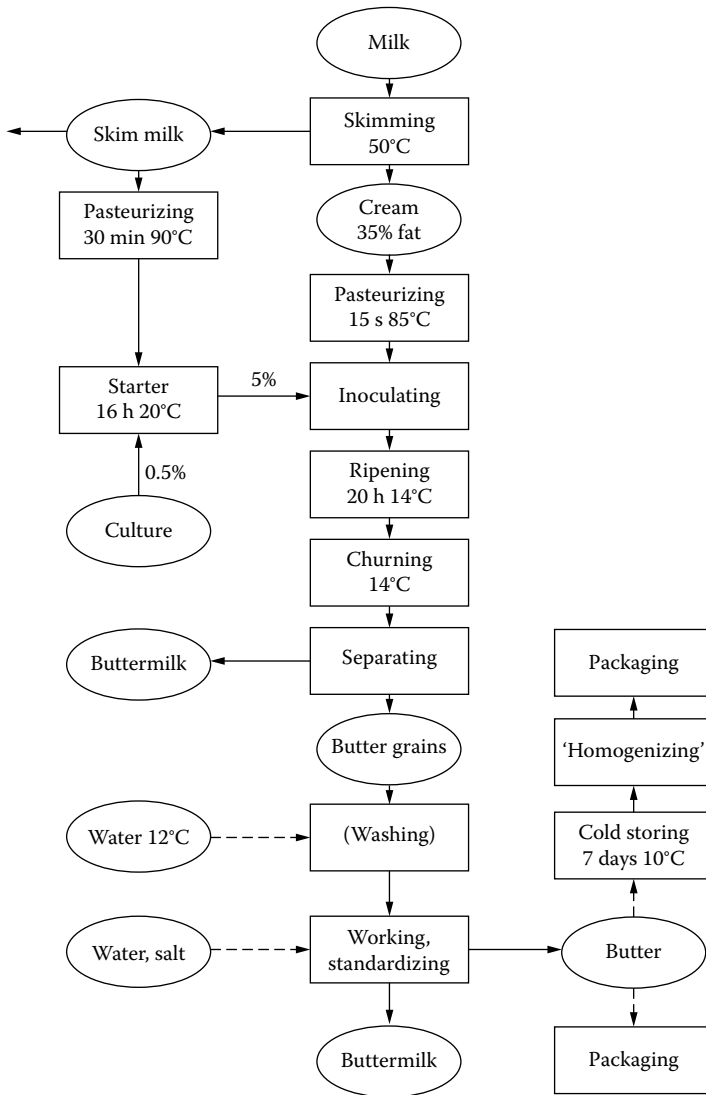 Milk
Skimming
50°C
Skim milk
Pasteurizing
30 min 90°C
Cream
35% fat
Pasteurizing
15 s 85°C
Starter
16 h 20°C
5%
Inoculating
0.5%
Culture
Ripening
20 h 14°C
Churning
14°C
Buttermilk
Separating
Packaging
Butter grains
‘Homogenizing’
Water 12°C
(Washing)
Cold storing
7 days 10°C
Water, salt
Working,
standardizing
Butter
Buttermilk
Packaging